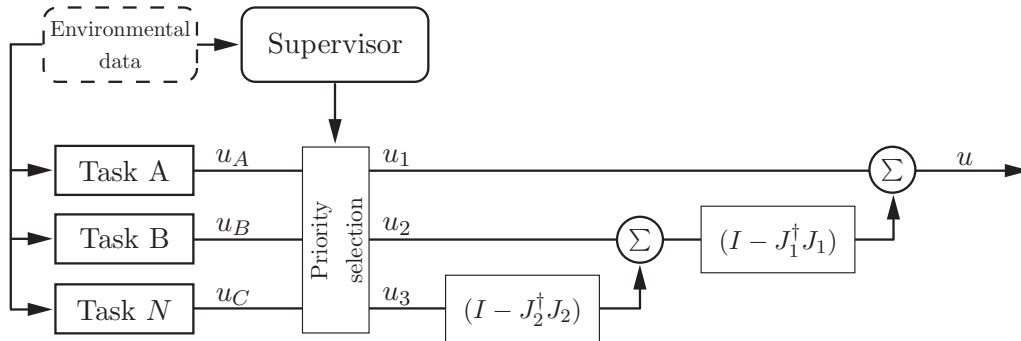 Environmental
data
Supervisor
Task A
u_A
u_1
∑
u
Task B
u_B
Priority
selection
u_2
∑
(I − J_1^† J_1)
Task N
u_C
u_3
(I − J_2^† J_2)